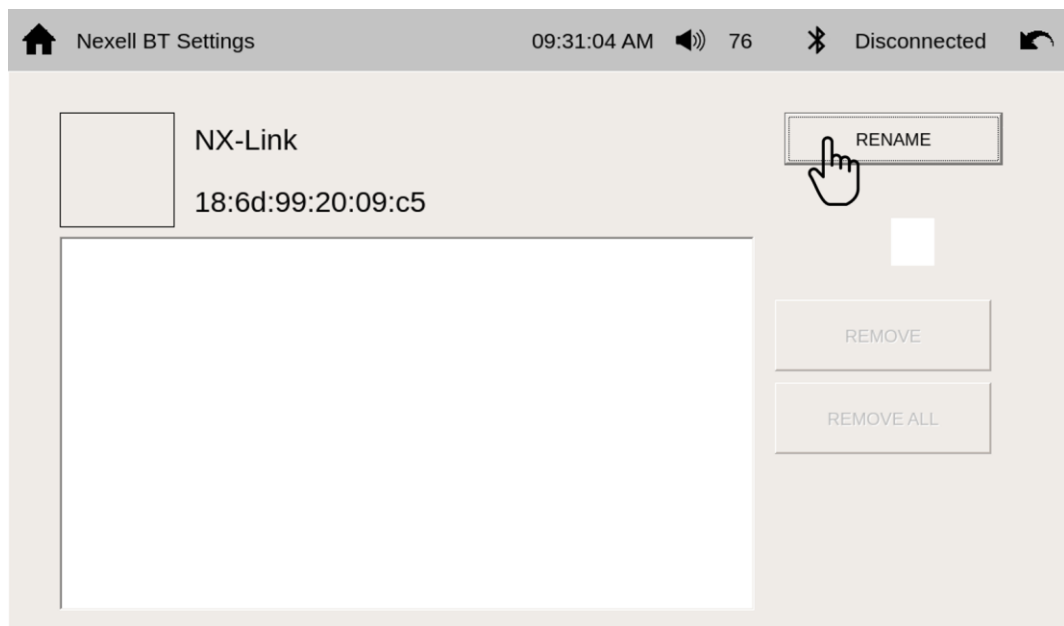 Nexell BT Settings 09:31:04 AM 76 Disconnected
NX-Link
RENAME
18:6d:99:20:09:c5
REMOVE
REMOVE ALL